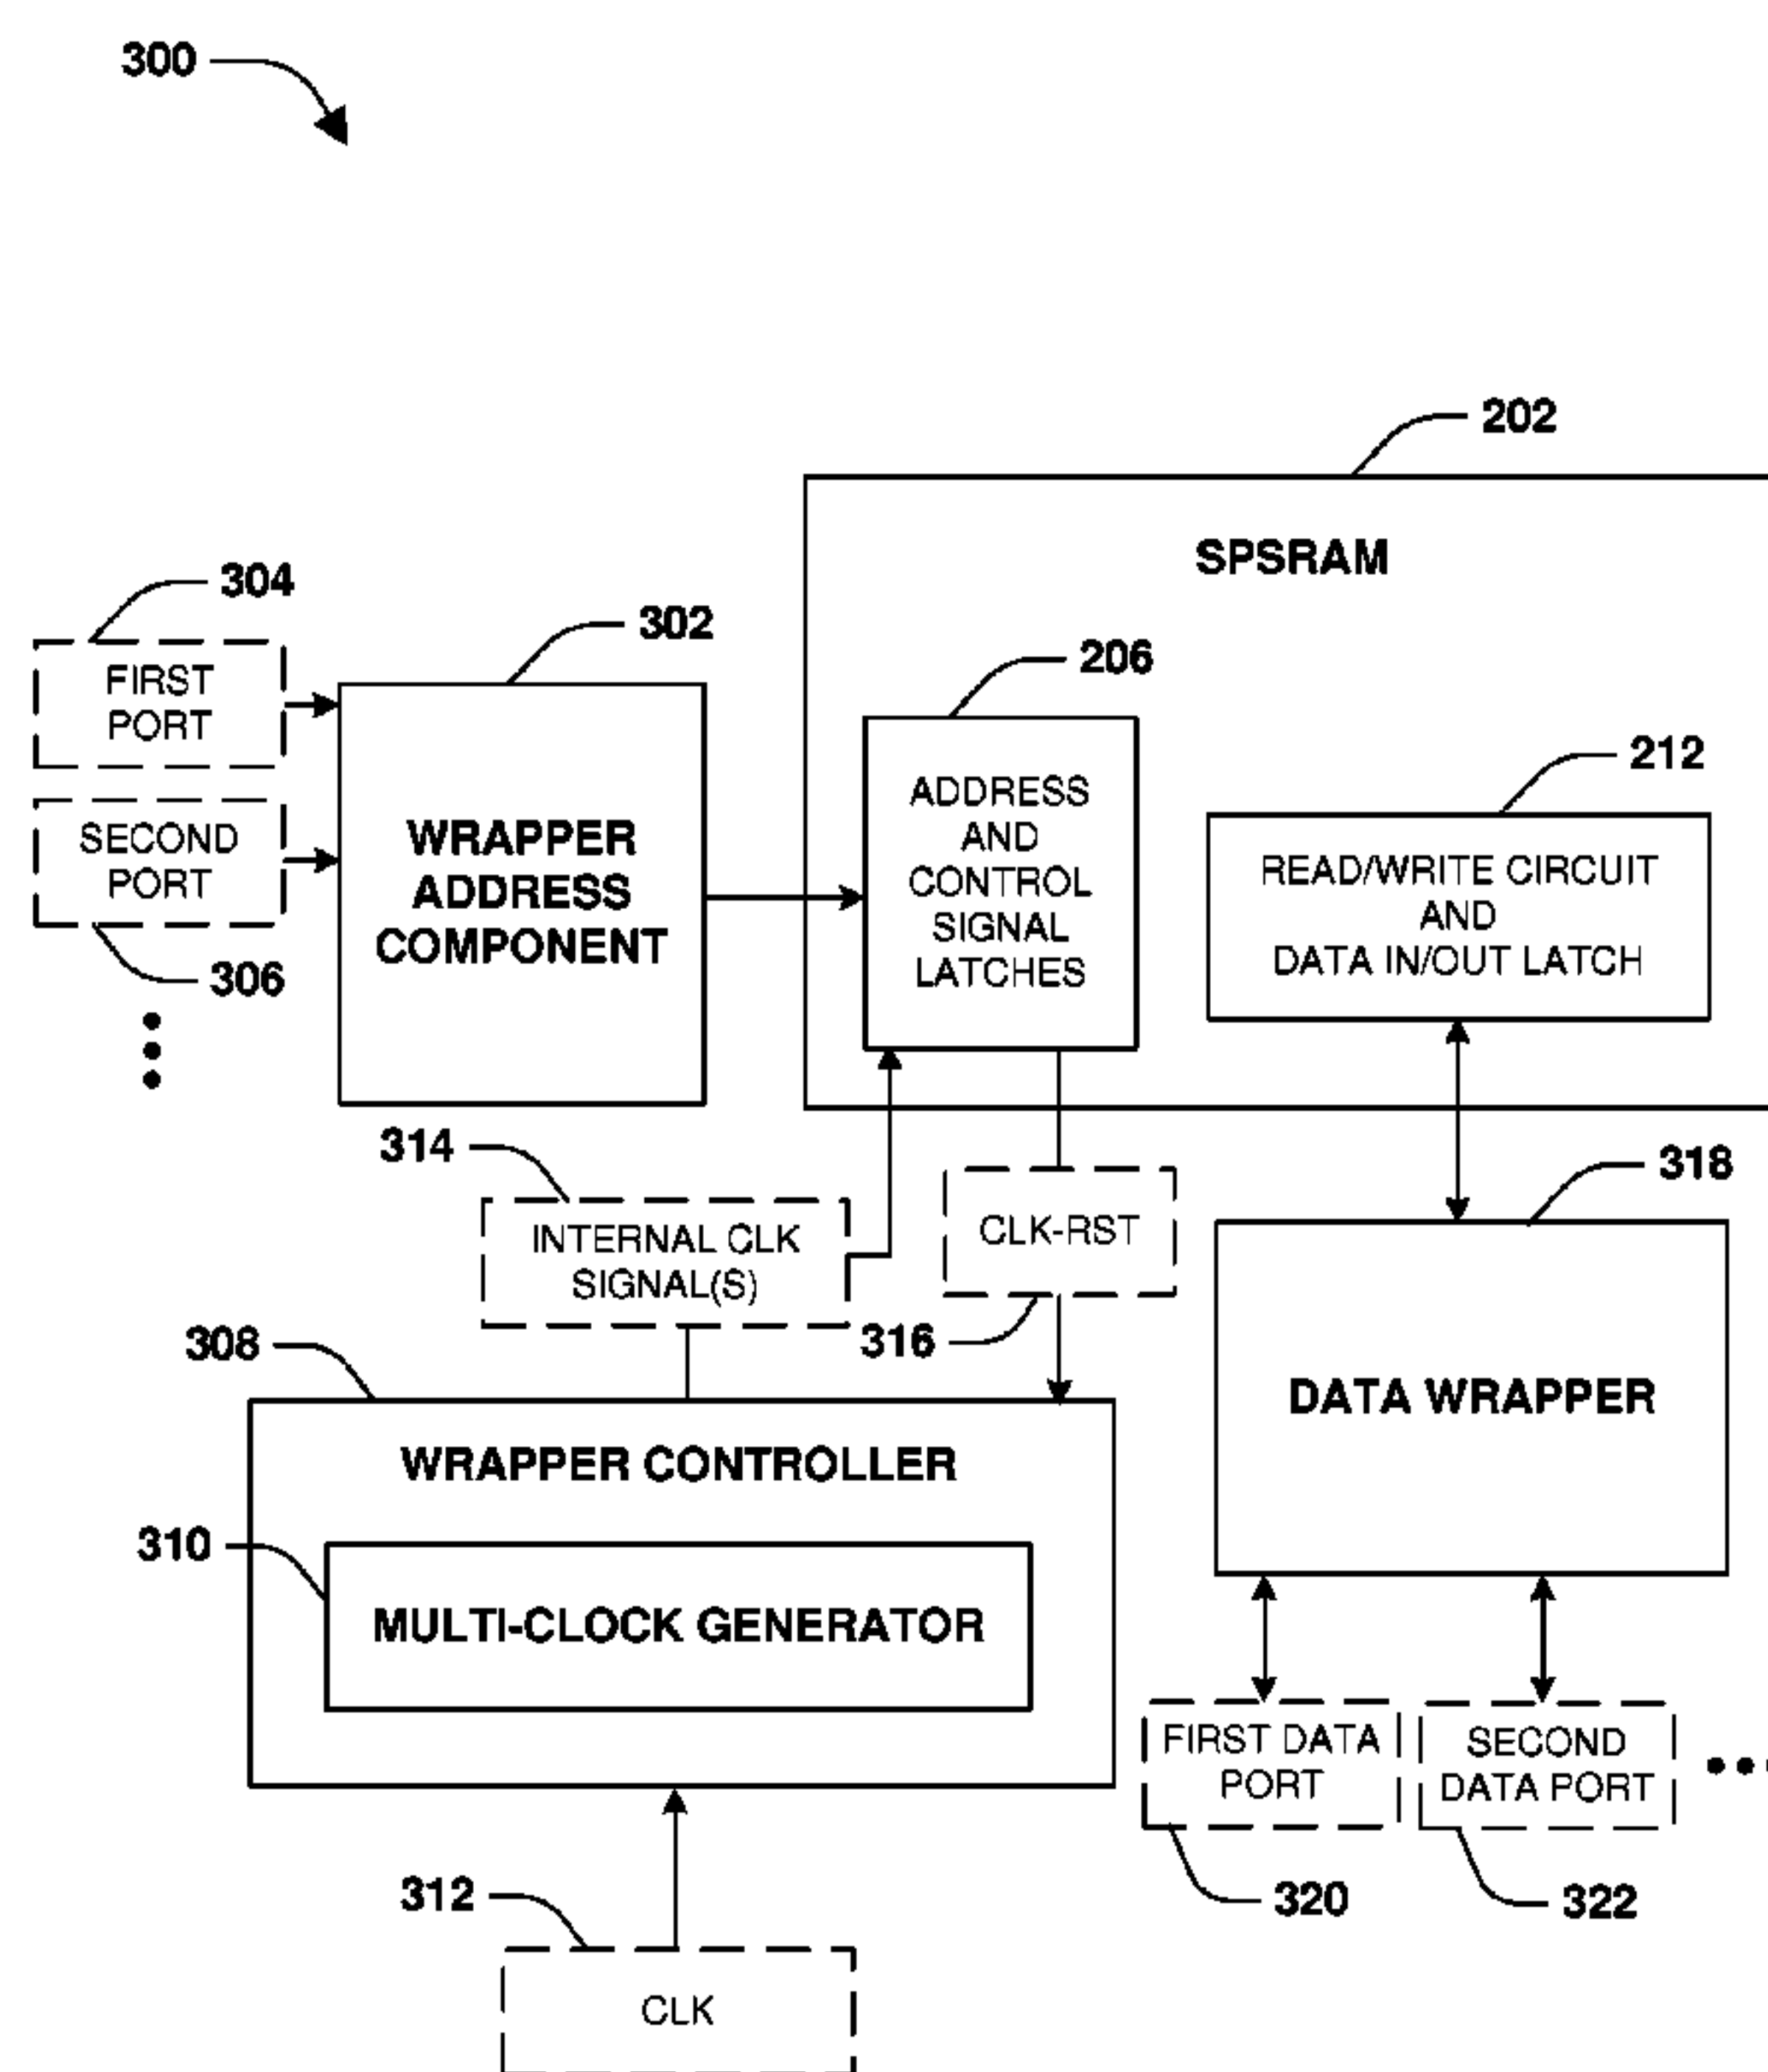 300
202
SPSRAM
304
302
206
FIRST
PORT
212
SECOND
PORT
WRAPPER
ADDRESS
COMPONENT
ADDRESS
AND
CONTROL
SIGNAL
LATCHES
READ/WRITE CIRCUIT
AND
DATA IN/OUT LATCH
306
314
318
INTERNAL CLK
SIGNAL(S)
CLK-RST
316
308
DATA WRAPPER
WRAPPER CONTROLLER
310
MULTI-CLOCK GENERATOR
FIRST DATA
PORT
SECOND
DATA PORT
312
320
322
CLK